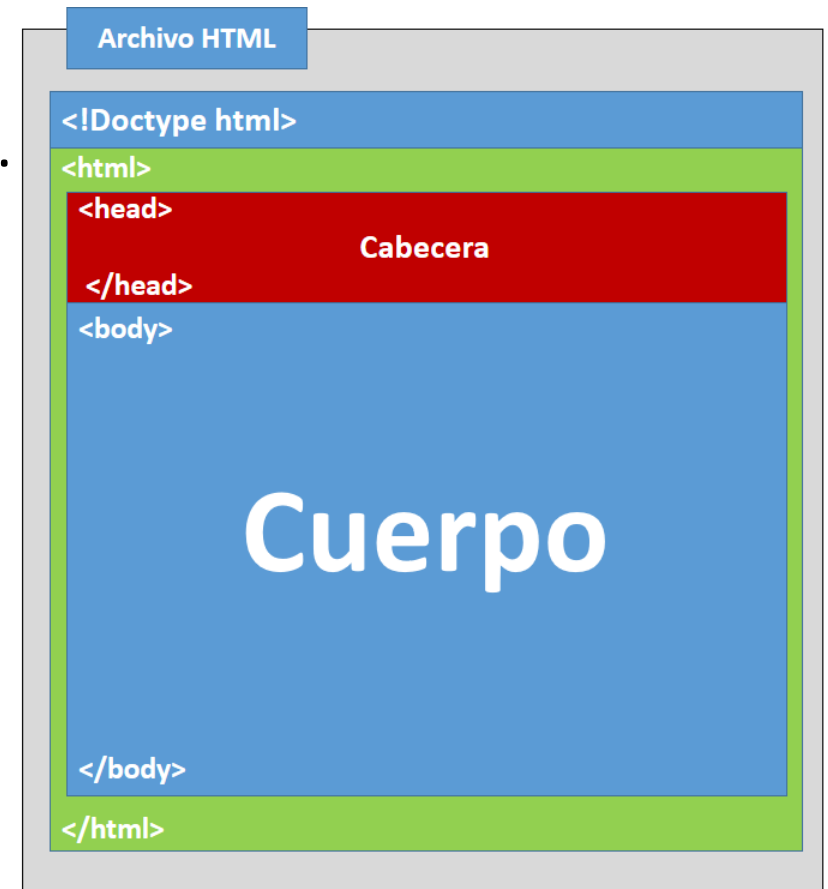 Archivo HTML
<!Doctype html>
<html>
<head>
Cabecera
</head>
<body>
Cuerpo
</body>
</html>